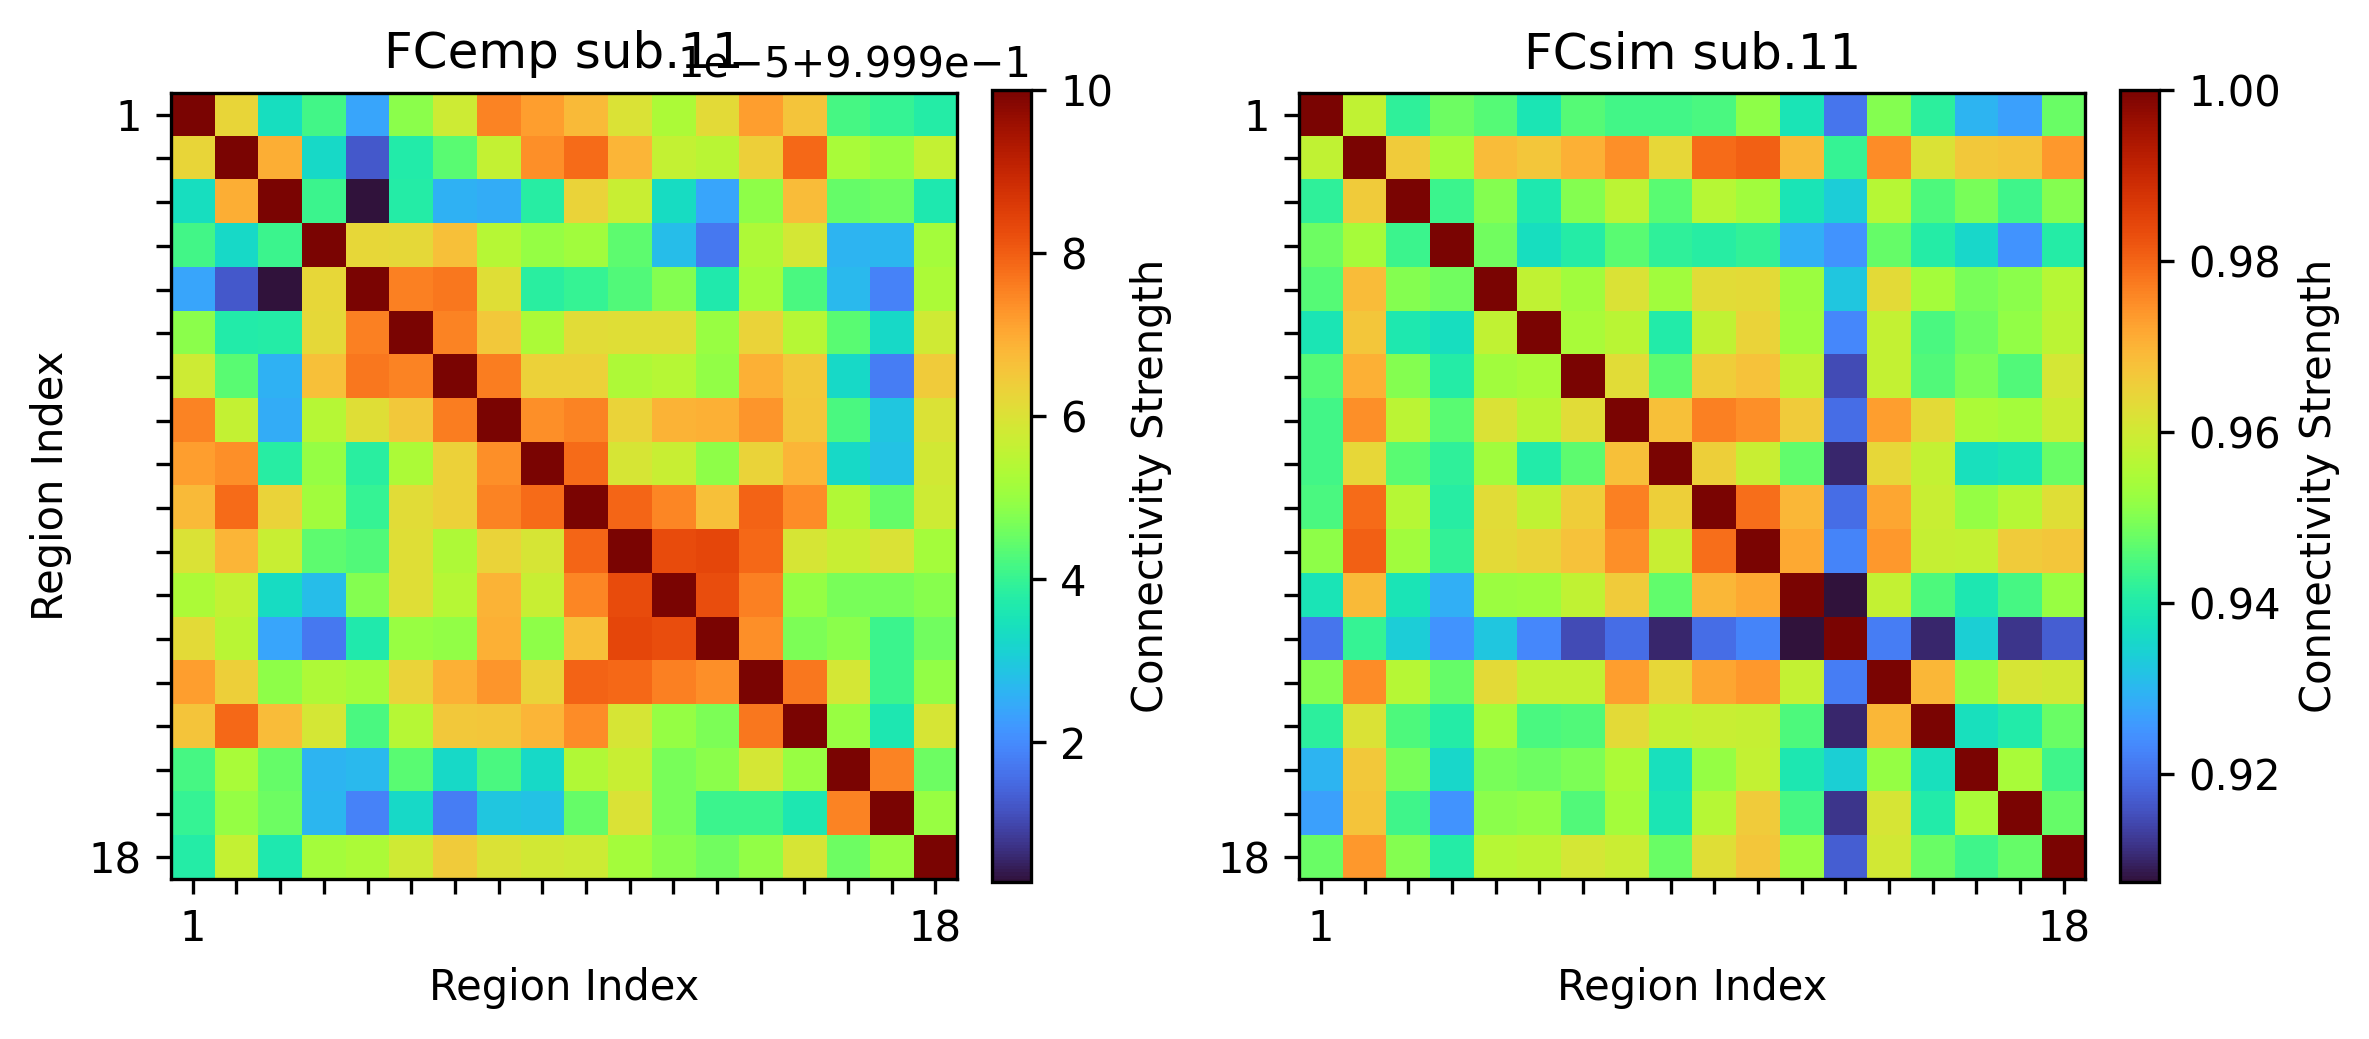 FCemp sub.11
1e−5+9.999e−1
1
18
1
18
Region Index
Region Index
10
8
6
4
2
Connectivity Strength
FCsim sub.11
1
18
1
18
Region Index
1.00
0.98
0.96
0.94
0.92
Connectivity Strength